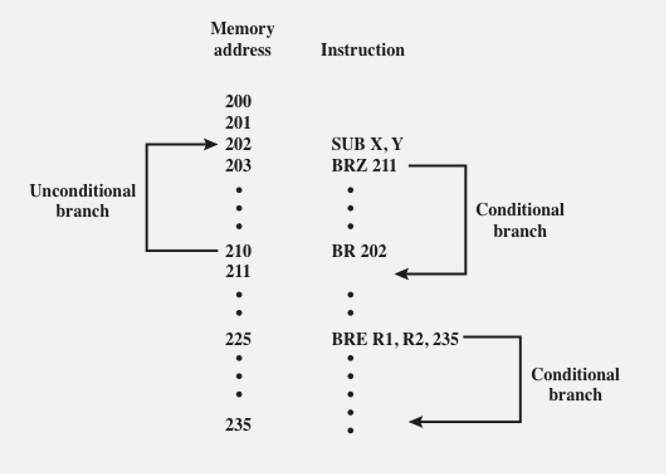 Memory
address
Instruction
200
201
202
SUB X, Y
203
BRZ 211
Unconditional
branch
Conditional
branch
210
BR 202
211
225
BRE R1, R2, 235
Conditional
branch
235